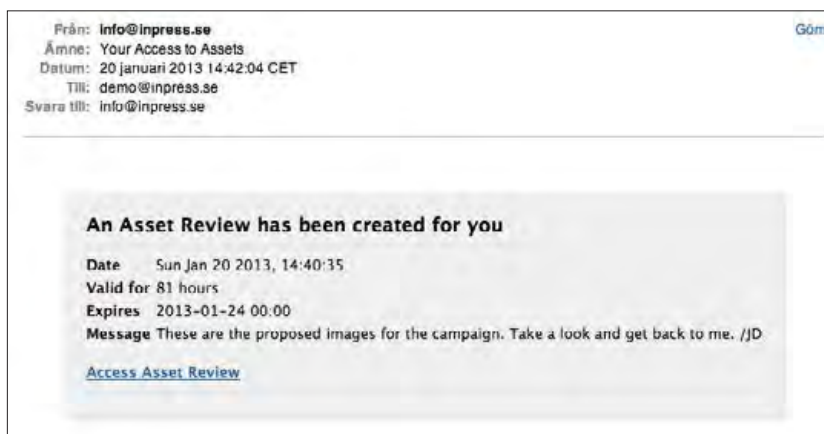 Från: info@inpress.se
Göm
Ämne: Your Access to Assets
Datum: 20 januari 2013 14:42:04 CET
Till: demo@inpress.se
Svara till: info@inpress.se
An Asset Review has been created for you
Date Sun Jan 20 2013, 14:40:35
Valid for 81 hours
Expires 2013-01-24 00:00
Message These are the proposed images for the campaign. Take a look and get back to me. /JD
Access Asset Review